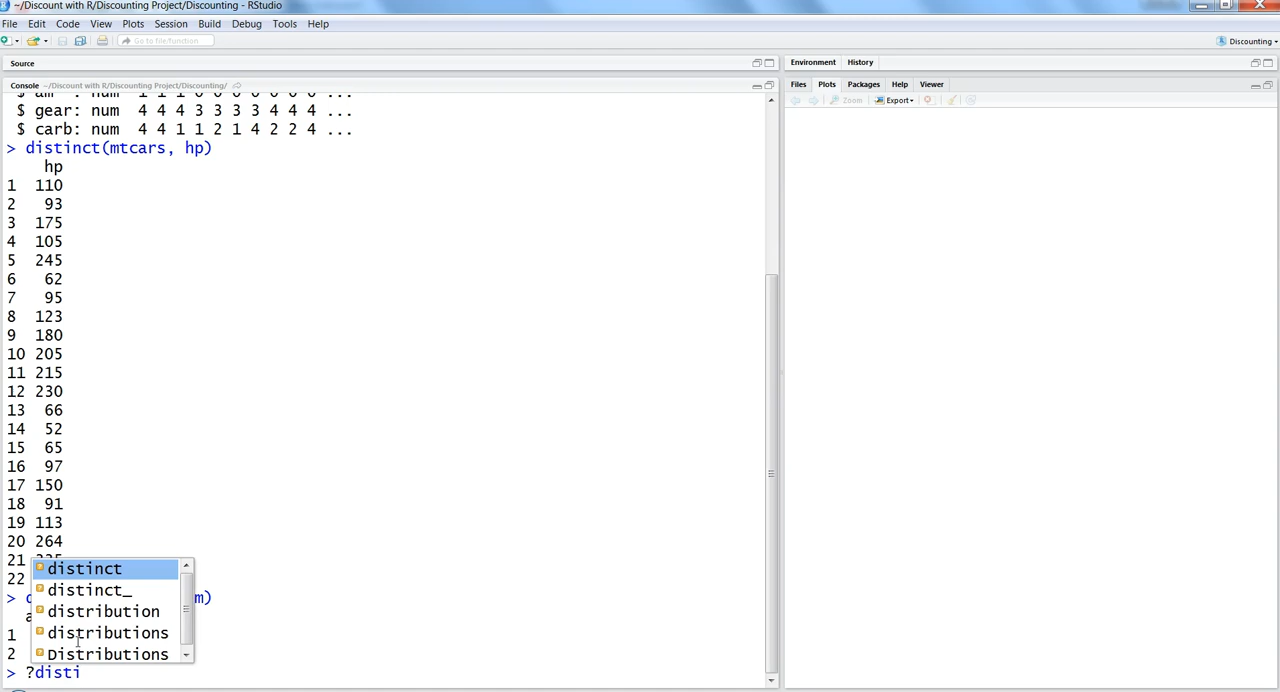 ~/Discount with R/Discounting Project/Discounting - RStudio
File Edit Code View Plots Session Build Debug Tools Help
Go to file/function
Discounting
Source
Environment History
Console ~/Discount with R/Discounting Project/Discounting/
Files Plots Packages Help Viewer
Zoom Export
$ gear: num 4 4 4 3 3 3 3 4 4 4 ...
$ carb: num 4 4 1 1 2 1 4 2 2 4 ...
> distinct(mtcars, hp)
hp
1 110
2 93
3 175
4 105
5 245
6 62
7 95
8 123
9 180
10 205
11 215
12 230
13 66
14 52
15 65
16 97
17 150
18 91
19 113
20 264
21
22
distinct
distinct_
distribution
distributions
Distributions
> m)
1
2
> ?disti